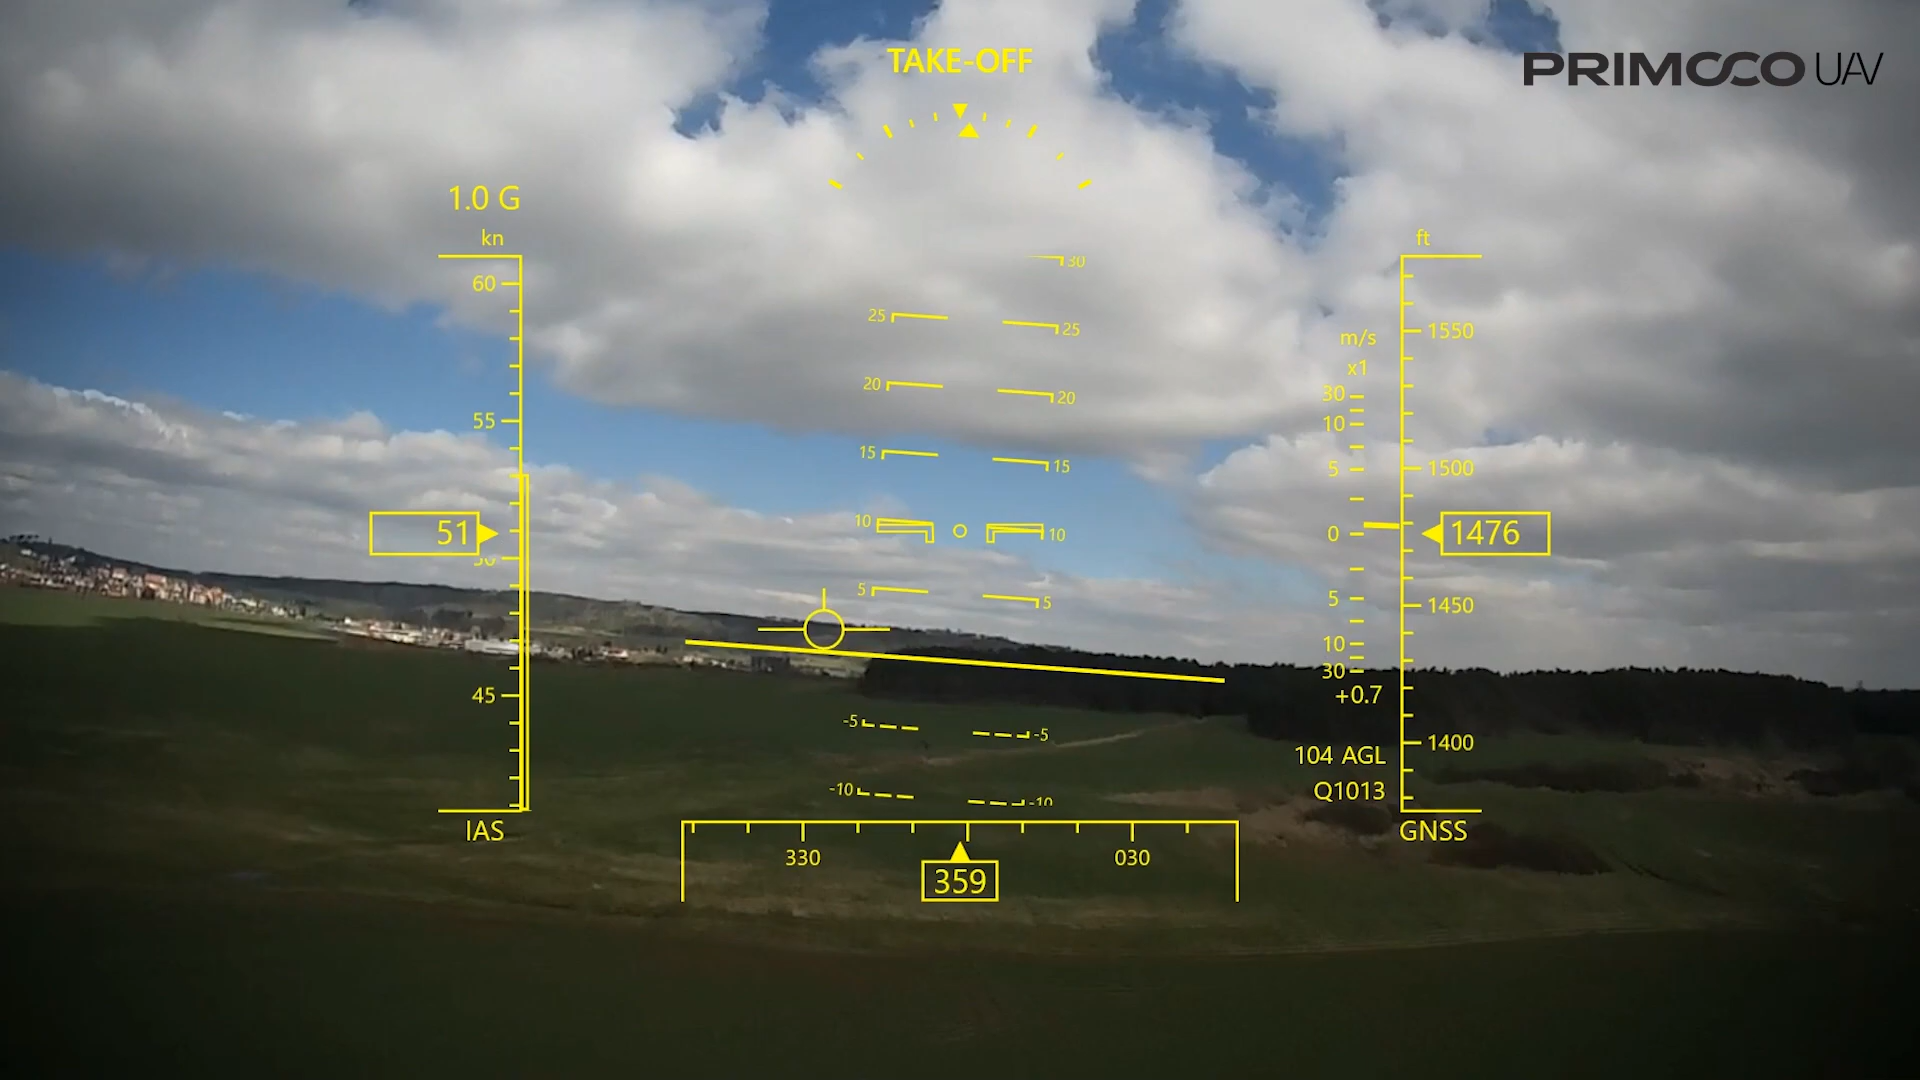 TAKE-OFF
PRIMOCO UAV
1.0 G
kn
60
55
51
50
45
IAS
30
25 25
20 20
15 15
10 10
5 5
-5 -5
-10 -10
330 030
359
m/s
x1
30
10
5
0
5
10
30
+0.7
104 AGL
Q1013
ft
1550
1500
1476
1450
1400
GNSS